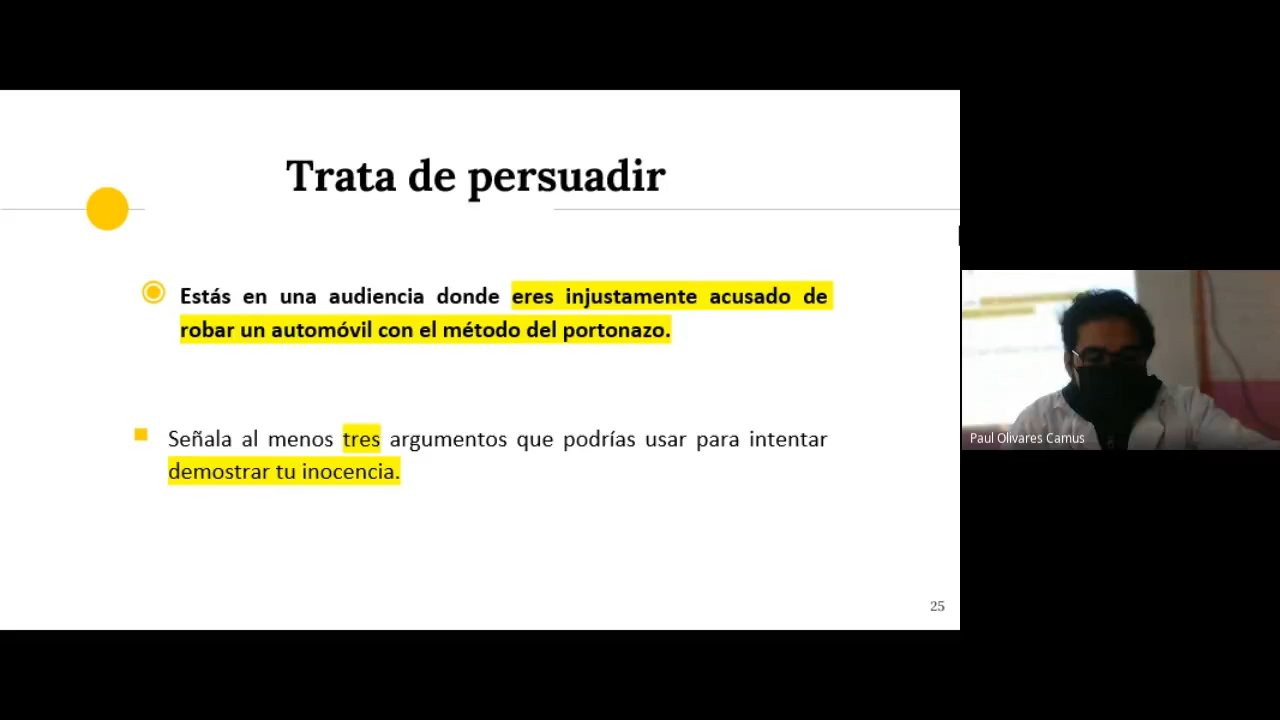 Trata de persuadir
Estás en una audiencia donde eres injustamente acusado de
robar un automóvil con el método del portonazo.
Señala al menos tres argumentos que podrías usar para intentar
demostrar tu inocencia.
25
Paul Olivares Camus